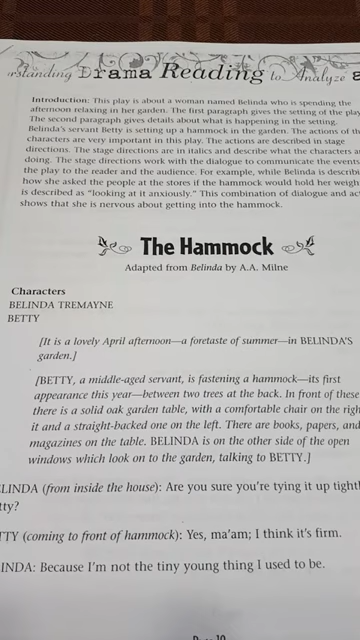 Drama Reading to Analyze
Introduction: This play is about a woman named Belinda who is spending the
afternoon relaxing in her garden. The first paragraph gives the setting of the play
The second paragraph gives details about what is happening in the setting.
Belinda's servant Betty is setting up a hammock in the garden. The actions of th
characters are very important in this play. The actions are described in stage
directions. The stage directions are in italics and describe what the characters a
doing. The stage directions work with the dialogue to communicate the events
the play to the reader and the audience. For example, while Belinda is describ
how she asked the people at the stores if the hammock would hold her weigh
is described as "looking at it anxiously." This combination of dialogue and ac
shows that she is nervous about getting into the hammock.
The Hammock
Adapted from Belinda by A.A. Milne
Characters
BELINDA TREMAYNE
BETTY
[It is a lovely April afternoon—a foretaste of summer—in BELINDA'S
garden.]
[BETTY, a middle-aged servant, is fastening a hammock—its first
appearance this year—between two trees at the back. In front of these
there is a solid oak garden table, with a comfortable chair on the righ
it and a straight-backed one on the left. There are books, papers, and
magazines on the table. BELINDA is on the other side of the open
windows which look on to the garden, talking to BETTY.]
LINDA (from inside the house): Are you sure you're tying it up tightl
tty?
TTY (coming to front of hammock): Yes, ma'am; I think it's firm.
INDA: Because I'm not the tiny young thing I used to be.